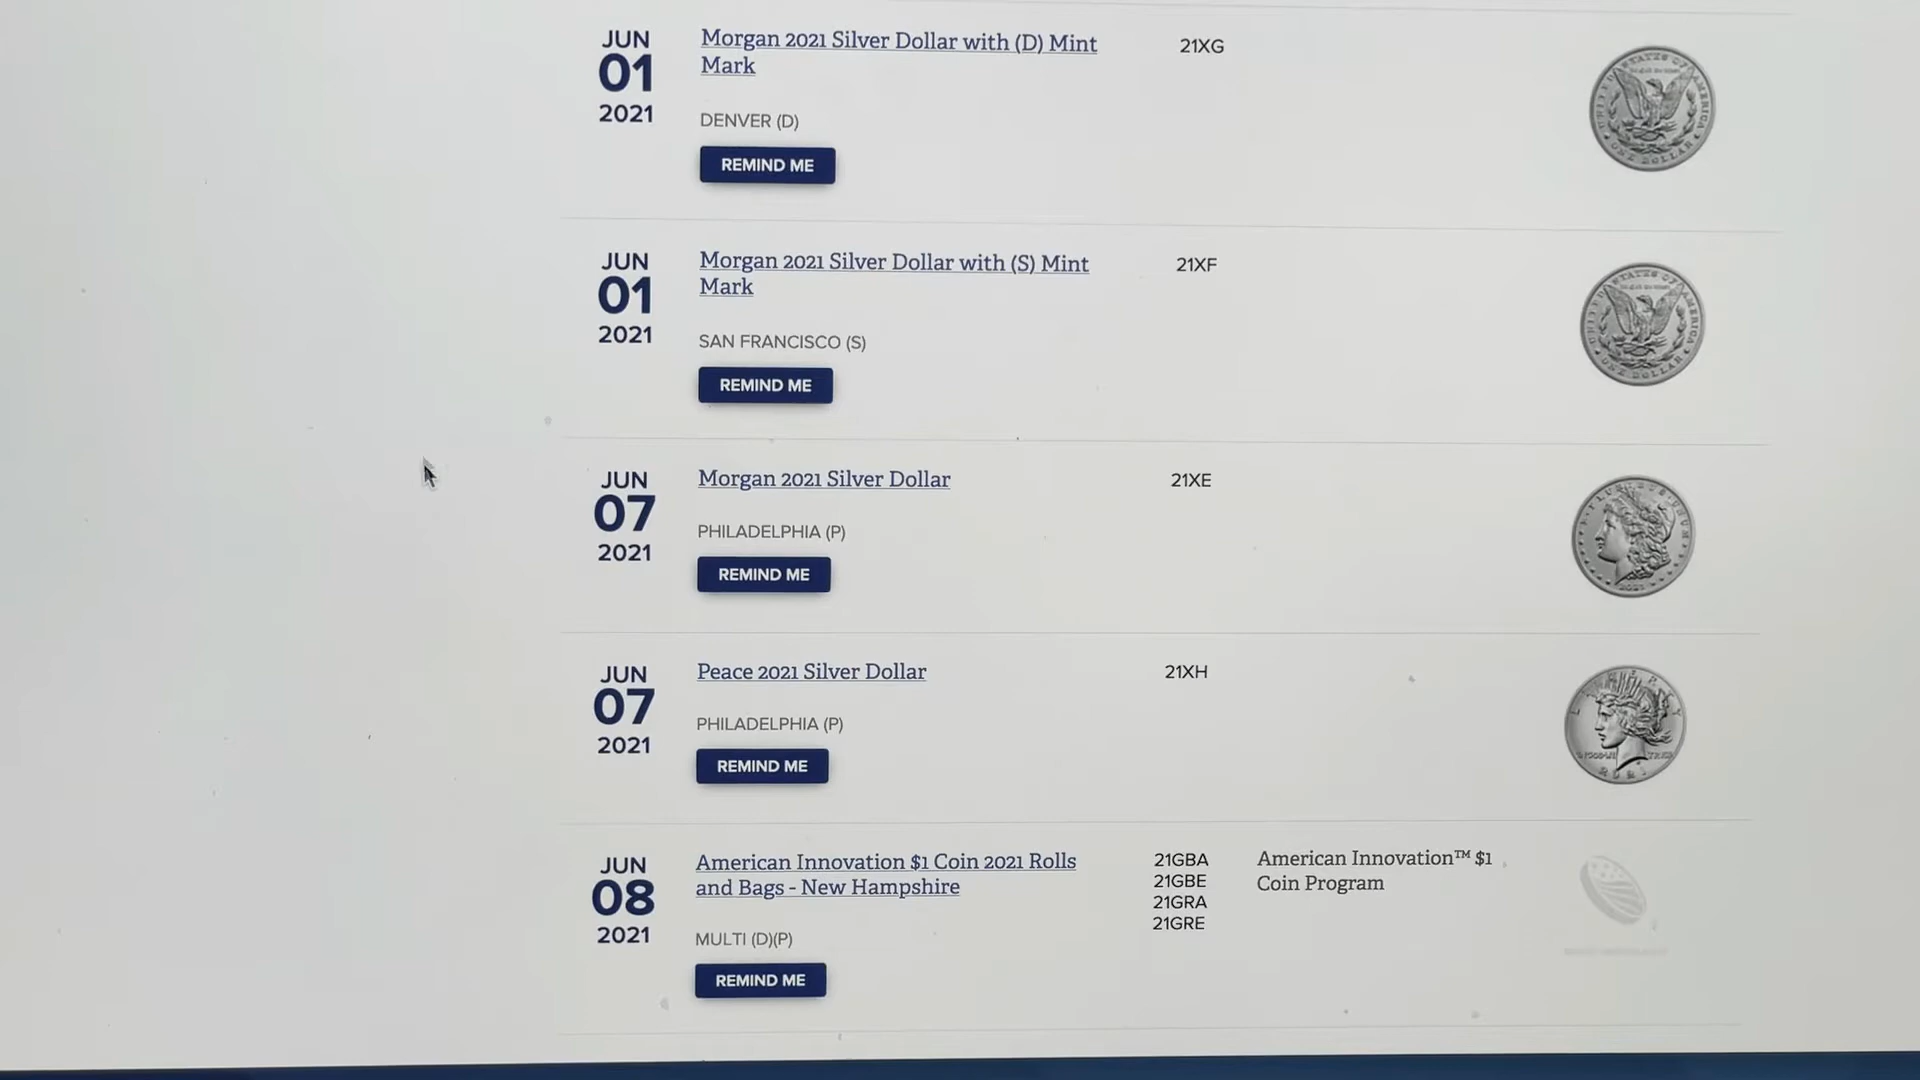 JUN
01
2021
Morgan 2021 Silver Dollar with (D) Mint
Mark
DENVER (D)
REMIND ME
21XG
JUN
01
2021
Morgan 2021 Silver Dollar with (S) Mint
Mark
SAN FRANCISCO (S)
REMIND ME
21XF
JUN
07
2021
Morgan 2021 Silver Dollar
PHILADELPHIA (P)
REMIND ME
21XE
JUN
07
2021
Peace 2021 Silver Dollar
PHILADELPHIA (P)
REMIND ME
21XH
JUN
08
2021
American Innovation $1 Coin 2021 Rolls
and Bags - New Hampshire
MULTI (D)(P)
REMIND ME
21GBA
21GBE
21GRA
21GRE
American Innovation™ $1
Coin Program